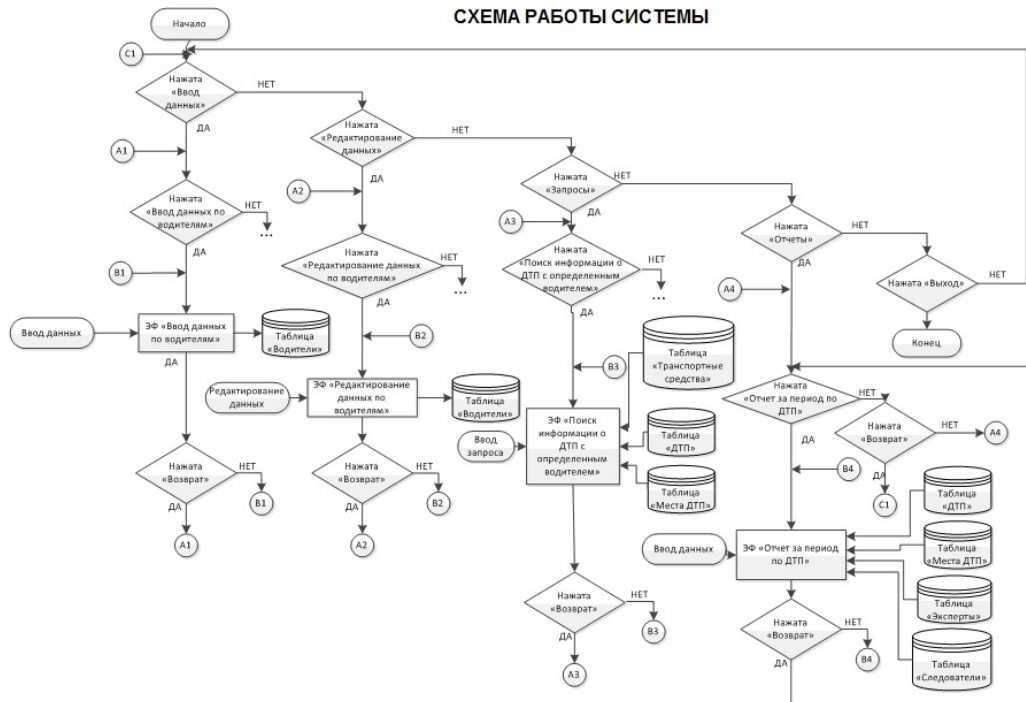 СХЕМА РАБОТЫ СИСТЕМЫ
Начало
C1
Нажата
«Ввод
данных»
НЕТ
ДА
A1
Нажата
«Ввод данных по
водителям»
НЕТ
...
ДА
B1
Ввод данных
ЭФ «Ввод данных
по водителям»
Таблица
«Водители»
ДА
Нажата
«Возврат»
НЕТ
B1
ДА
A1
Нажата
«Редактирование
данных»
НЕТ
ДА
A2
Нажата
«Редактирование данных
по водителям»
НЕТ
...
ДА
B2
Редактирование
данных
ЭФ «Редактирование
данных по
водителям»
Таблица
«Водители»
Нажата
«Возврат»
НЕТ
B2
ДА
A2
Нажата
«Запросы»
НЕТ
ДА
A3
Нажата
«Поиск информации о
ДТП с определенным
водителем»
НЕТ
...
ДА
B3
Таблица
«Транспортные
средства»
Ввод
запроса
ЭФ «Поиск
информации о
ДТП с
определенным
водителем»
Таблица
«ДТП»
Таблица
«Места ДТП»
Нажата
«Возврат»
НЕТ
B3
ДА
A3
Нажата
«Отчеты»
НЕТ
ДА
A4
Нажата «Выход»
НЕТ
ДА
Конец
Нажата
«Отчет за период по
ДТП»
НЕТ
ДА
Нажата
«Возврат»
НЕТ
A4
ДА
C1
B4
Ввод данных
ЭФ «Отчет за период
по ДТП»
Таблица
«ДТП»
Таблица
«Места ДТП»
Таблица
«Эксперты»
Таблица
«Следователи»
Нажата
«Возврат»
НЕТ
B4
ДА